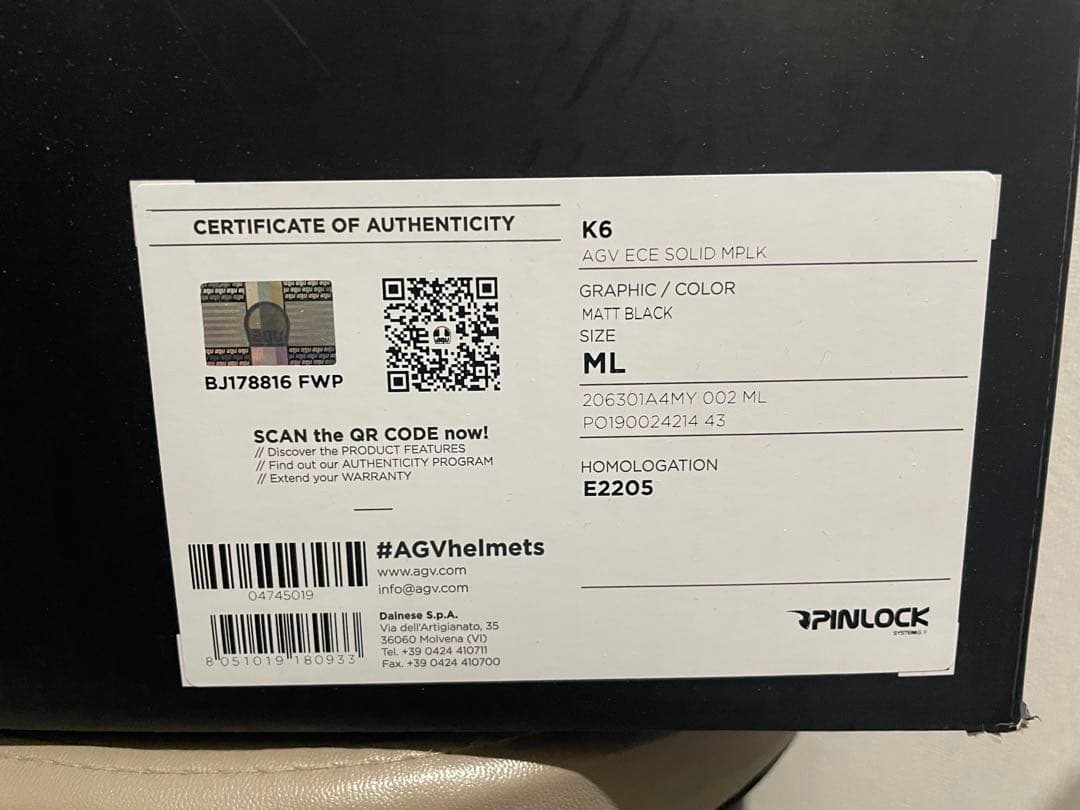 CERTIFICATE OF AUTHENTICITY
BJ178816 FWP
SCAN the QR CODE now!
// Discover the PRODUCT FEATURES
// Find out our AUTHENTICITY PROGRAM
// Extend your WARRANTY
04745019
8 051019 180933
#AGVhelmets
www.agv.com
info@agv.com
Dainese S.p.A.
Via dell'Artigianato, 35
36060 Molvena (VI)
Tel. +39 0424 410711
Fax. +39 0424 410700
K6
AGV ECE SOLID MPLK
GRAPHIC / COLOR
MATT BLACK
SIZE
ML
206301A4MY 002 ML
PO190024214 43
HOMOLOGATION
E2205
PINLOCK